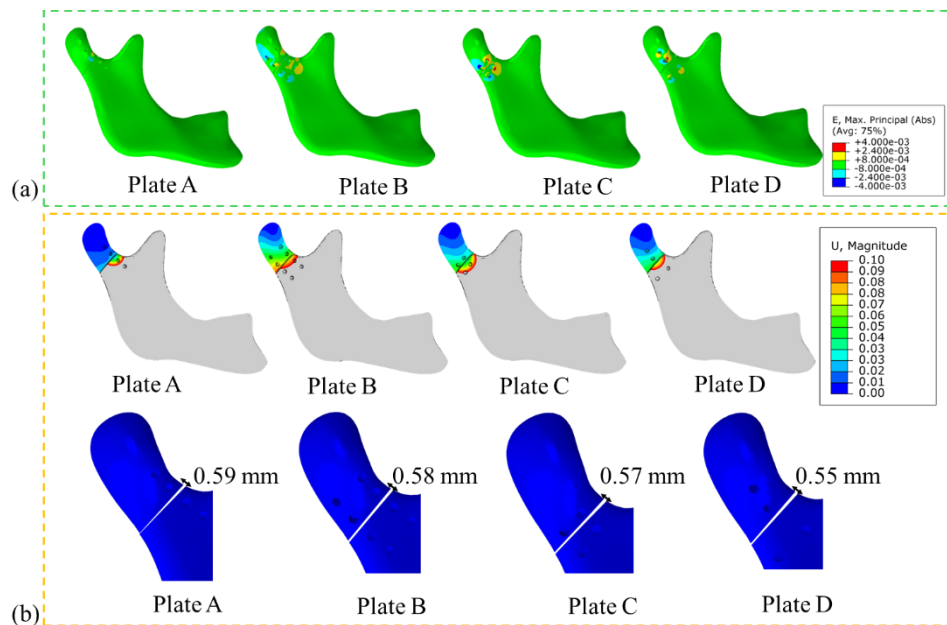 Plate A
Plate B
Plate C
Plate D
E, Max. Principal (Abs)
(Avg: 75%)
+4.000e-03
+2.400e-03
+8.000e-04
-8.000e-04
-2.400e-03
-4.000e-03
(a)
U, Magnitude
0.10
0.09
0.08
0.08
0.07
0.06
0.05
0.04
0.03
0.03
0.02
0.01
0.00
Plate A
Plate B
Plate C
Plate D
0.59 mm
0.58 mm
0.57 mm
0.55 mm
Plate A
Plate B
Plate C
Plate D
(b)